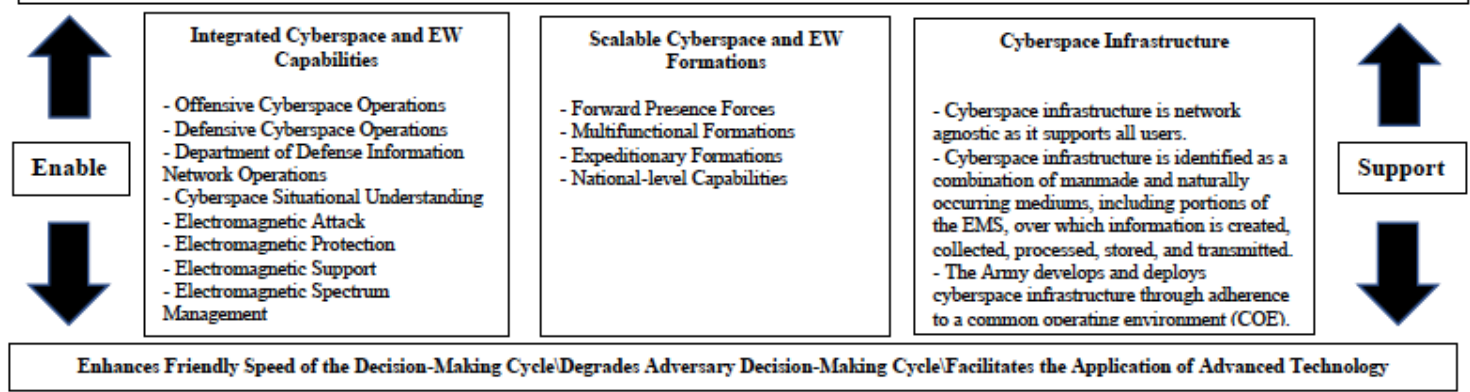 Enable
Integrated Cyberspace and EW
Capabilities
- Offensive Cyberspace Operations
- Defensive Cyberspace Operations
- Department of Defense Information
Network Operations
- Cyberspace Situational Understanding
- Electromagnetic Attack
- Electromagnetic Protection
- Electromagnetic Support
- Electromagnetic Spectrum
Management
Scalable Cyberspace and EW
Formations
- Forward Presence Forces
- Multifunctional Formations
- Expeditionary Formations
- National-level Capabilities
Cyberspace Infrastructure
- Cyberspace infrastructure is network
agnostic as it supports all users.
- Cyberspace infrastructure is identified as a
combination of manmade and naturally
occurring mediums, including portions of
the EMS, over which information is created,
collected, processed, stored, and transmitted.
- The Army develops and deploys
cyberspace infrastructure through adherence
to a common operating environment (COE).
Support
Enhances Friendly Speed of the Decision-Making Cycle\Degrades Adversary Decision-Making Cycle\Facilitates the Application of Advanced Technology